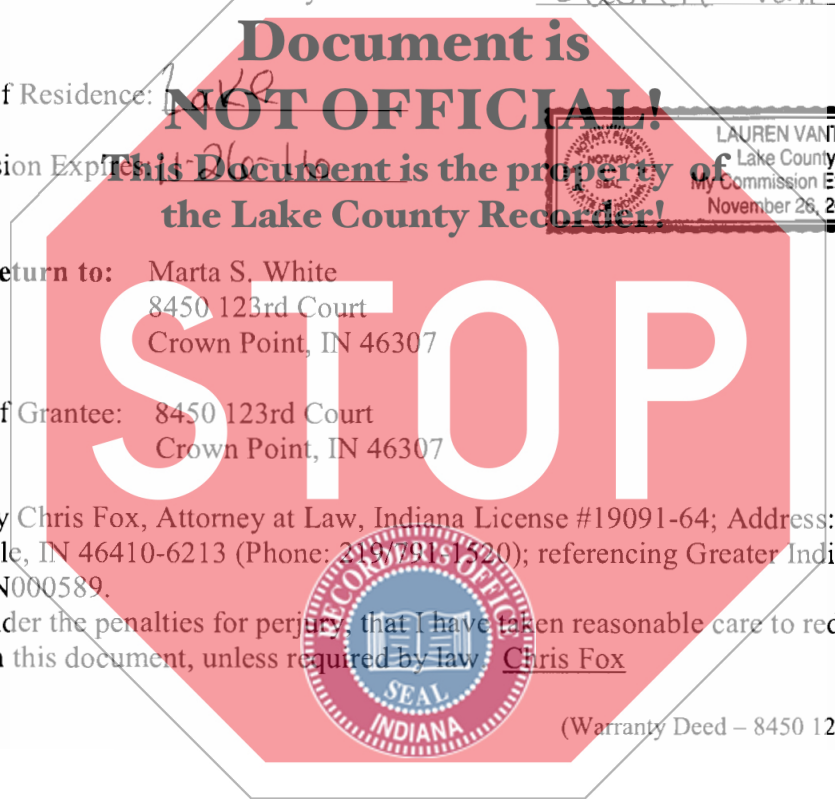 Document is
NOT OFFICIAL!
This Document is the property of
the Lake County Recorder!
STOP
f Residence: Lake
sion Expires: 11-26-16
NOTARY PUBLIC
NOTARY
SEAL
STATE OF INDIANA
LAUREN VANT
Lake County
My Commission E
November 26, 2
eturn to: Marta S. White
8450 123rd Court
Crown Point, IN 46307
f Grantee: 8450 123rd Court
Crown Point, IN 46307
y Chris Fox, Attorney at Law, Indiana License #19091-64; Address:
le, IN 46410-6213 (Phone: 219/791-1520); referencing Greater Indi
N000589.
der the penalties for perjury, that I have taken reasonable care to red
n this document, unless required by law. Chris Fox
RECORDER'S OFFICE
SEAL
INDIANA
(Warranty Deed – 8450 12